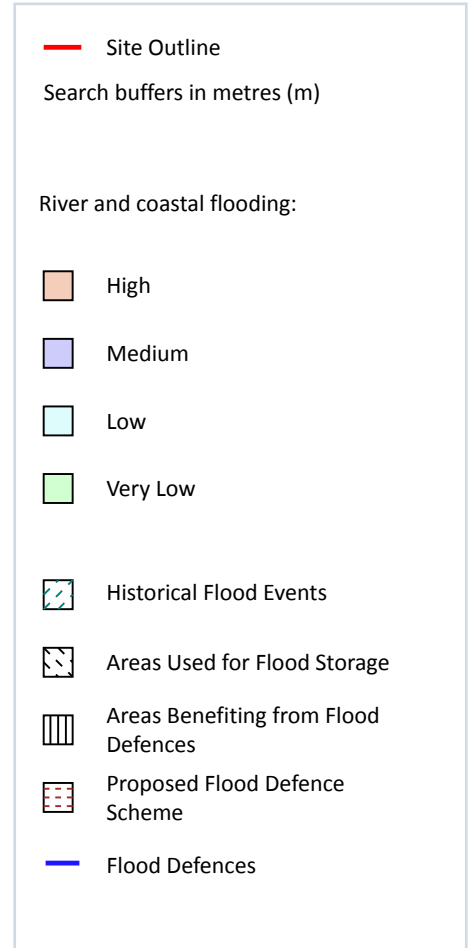 Site Outline
Search buffers in metres (m)
River and coastal flooding:
High
Medium
Low
Very Low
Historical Flood Events
Areas Used for Flood Storage
Areas Benefiting from Flood
Defences
Proposed Flood Defence
Scheme
Flood Defences